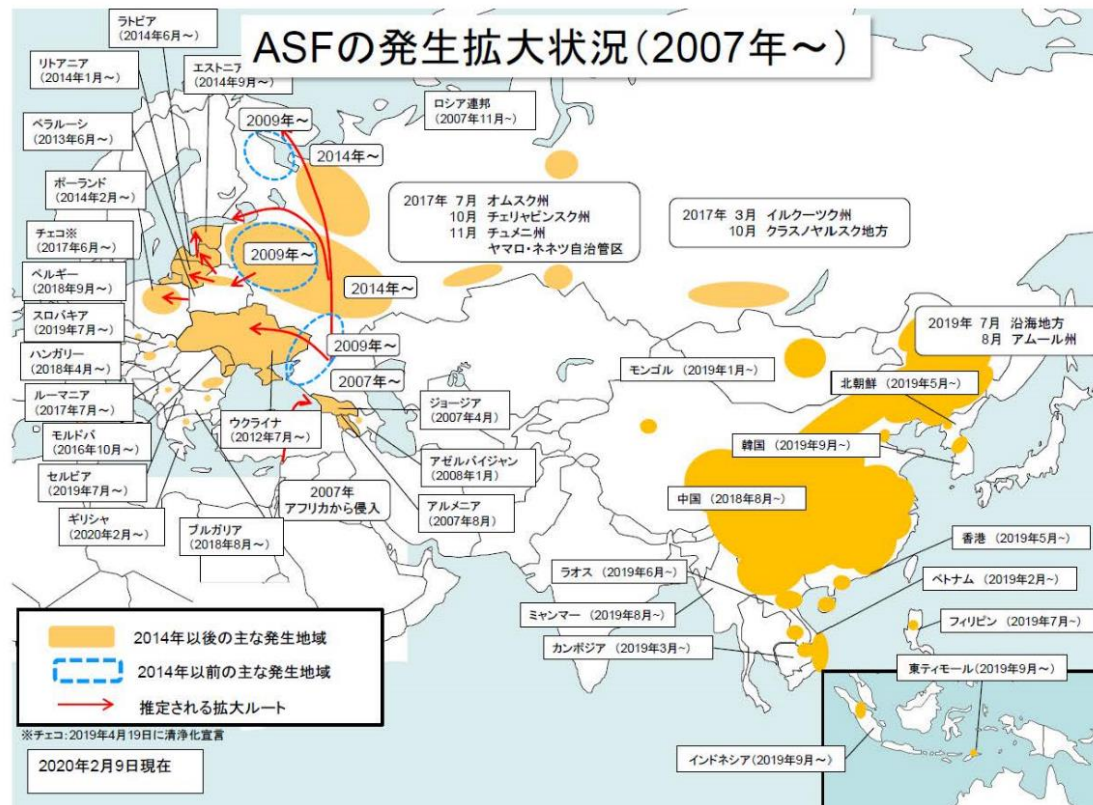 ASFの発生拡大状況(2007年～)
ラトビア
(2014年6月～)
リトアニア
(2014年1月～)
エストニア
(2014年9月～)
ベラルーシ
(2013年6月～)
ポーランド
(2014年2月～)
チェコ※
(2017年6月～)
ベルギー
(2018年9月～)
スロバキア
(2019年7月～)
ハンガリー
(2018年4月～)
ルーマニア
(2017年7月～)
モルドバ
(2016年10月～)
セルビア
(2019年7月～)
ギリシャ
(2020年2月～)
ブルガリア
(2018年8月～)
ウクライナ
(2012年7月～)
2007年
アフリカから侵入
ロシア連邦
(2007年11月~)
2009年～
2014年～
2009年～
2014年～
2009年～
2007年～
ジョージア
(2007年4月)
アゼルバイジャン
(2008年1月)
アルメニア
(2007年8月)
2017年 7月 オムスク州
10月 チェリャビンスク州
11月 チュメニ州
ヤマロ・ネネツ自治管区
2017年 3月 イルクーツク州
10月 クラスノヤルスク地方
2019年 7月 沿海地方
8月 アムール州
モンゴル (2019年1月~)
北朝鮮 (2019年5月~)
韓国 (2019年9月~)
中国 (2018年8月~)
香港 (2019年5月~)
ラオス (2019年6月~)
ベトナム (2019年2月~)
ミャンマー (2019年8月~)
フィリピン (2019年7月~)
カンボジア (2019年3月~)
東ティモール(2019年9月～)
インドネシア(2019年9月～)
2014年以後の主な発生地域
2014年以前の主な発生地域
推定される拡大ルート
※チェコ:2019年4月19日に清浄化宣言
2020年2月9日現在